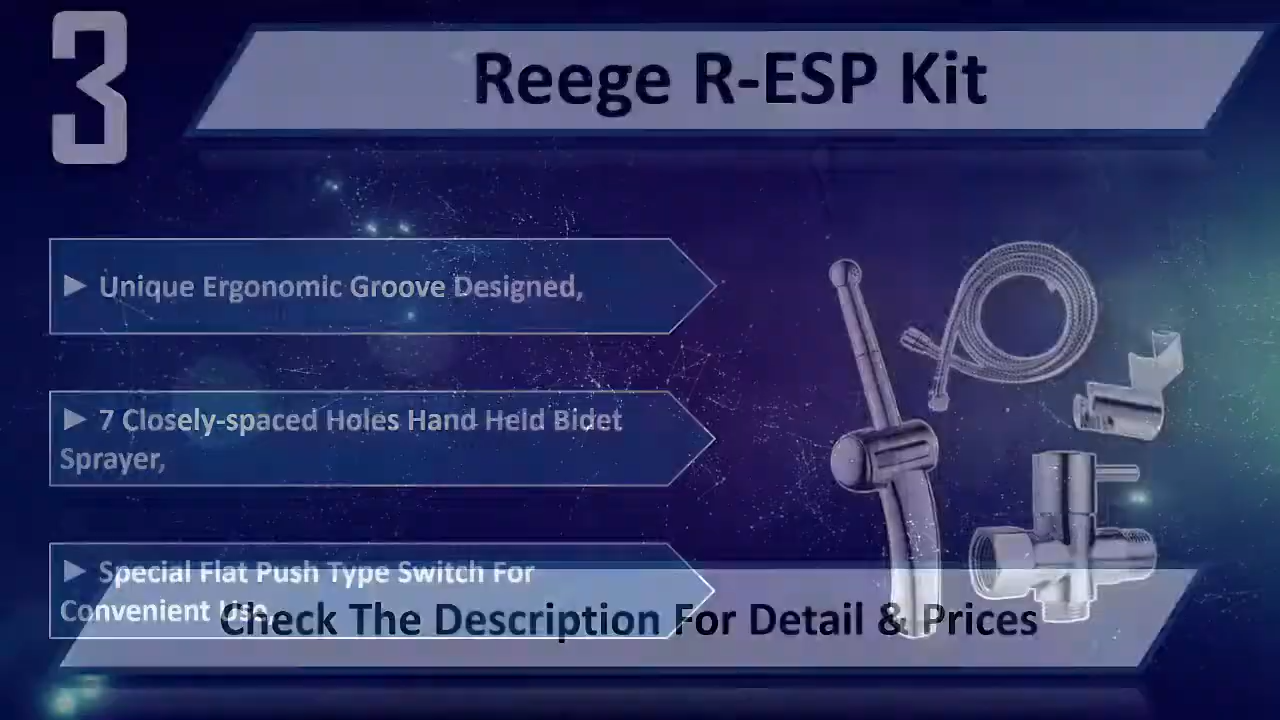 3
Reege R-ESP Kit
► Unique Ergonomic Groove Designed,
► 7 Closely-spaced Holes Hand Held Bidet
Sprayer,
► Special Flat Push Type Switch For
Convenient Use,
Check The Description For Detail & Prices